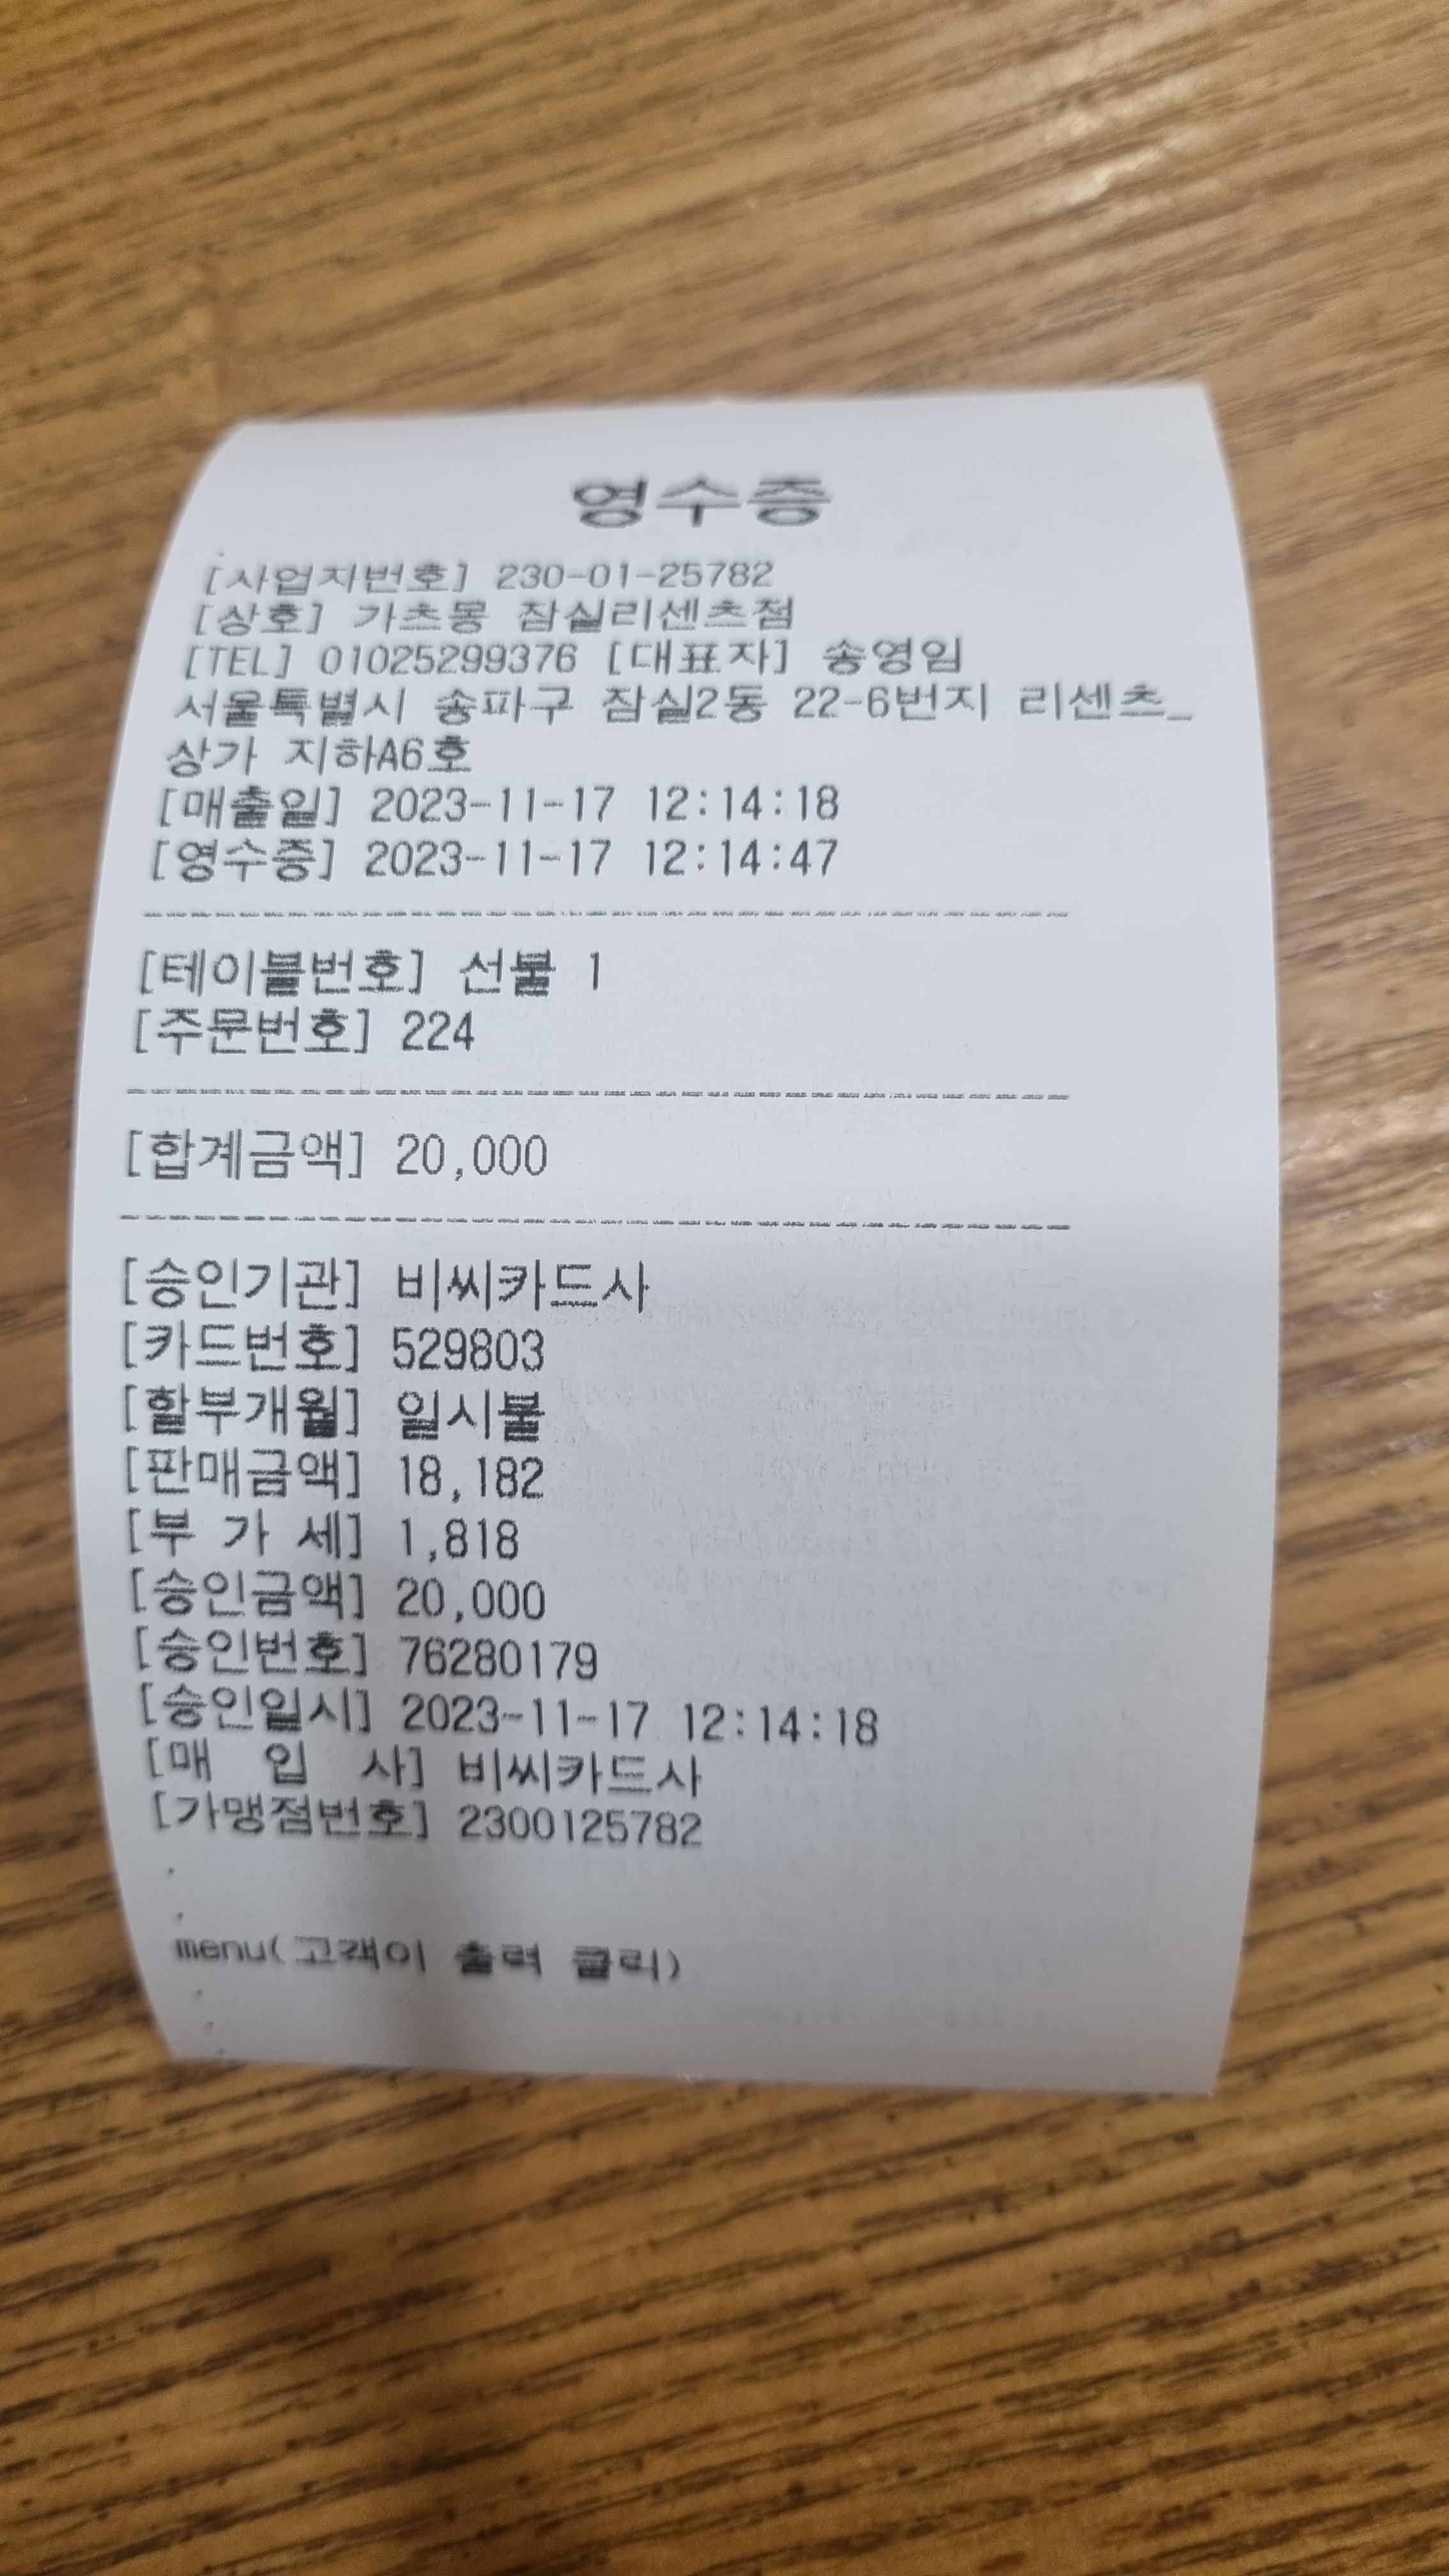 영수증
[사업자번호] 230-01-25782
[상호] 가츠몽 잠실리센츠점
[TEL] 01025299376 [대표자] 송영임
서울특별시 송파구 잠실2동 22-6번지 리센츠_
상가 지하A6호
[매출일] 2023-11-17 12:14:18
[영수증] 2023-11-17 12:14:47
[테이블번호] 선불 1
[주문번호] 224
[합계금액] 20,000
[승인기관] 비씨카드사
[카드번호] 529803
[할부개월] 일시불
[판매금액] 18,182
[부 가 세] 1,818
[승인금액] 20,000
[승인번호] 76280179
[승인일시] 2023-11-17 12:14:18
[매 입 사] 비씨카드사
[가맹점번호] 2300125782
menu(고객이 출력